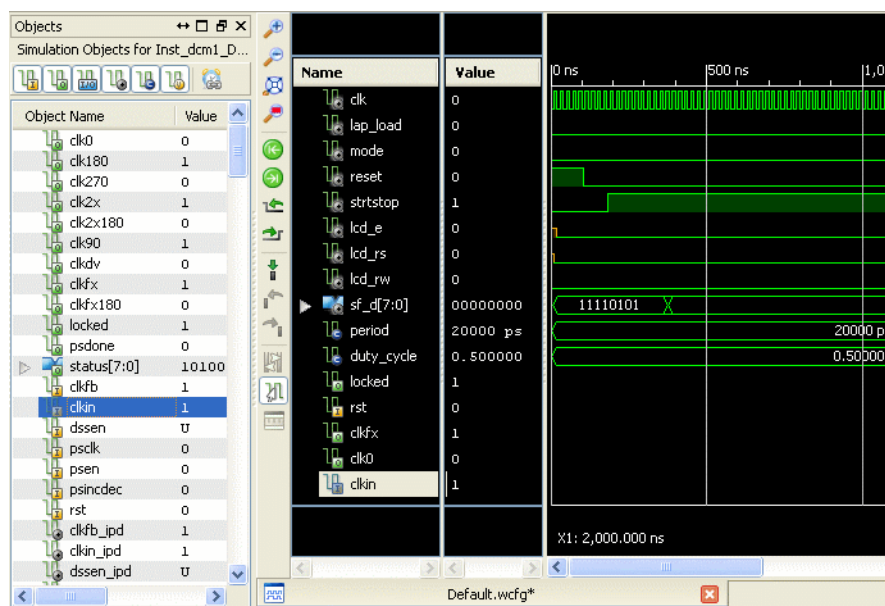 Objects
Simulation Objects for Inst_dcm1_D...
Object Name Value
clk0 0
clk180 1
clk270 0
clk2x 1
clk2x180 0
clk90 1
clkdv 0
clkfx 1
clkfx180 0
locked 1
psdone 0
status[7:0] 10100
clkfb 1
clkin 1
dssen U
psclk 0
psen 0
psincdec 0
rst 0
clkfb_ipd 1
clkin_ipd 1
dssen_ipd U
Name Value
0 ns 500 ns 1,0
clk 0
lap_load 0
mode 0
reset 0
strtstop 1
lcd_e 0
lcd_rs 0
lcd_rw 0
sf_d[7:0] 00000000 11110101
period 20000 ps 20000 p
duty_cycle 0.500000 0.50000
locked 1
rst 0
clkfx 1
clk0 0
clkin 1
X1: 2,000.000 ns
Default.wcfg*